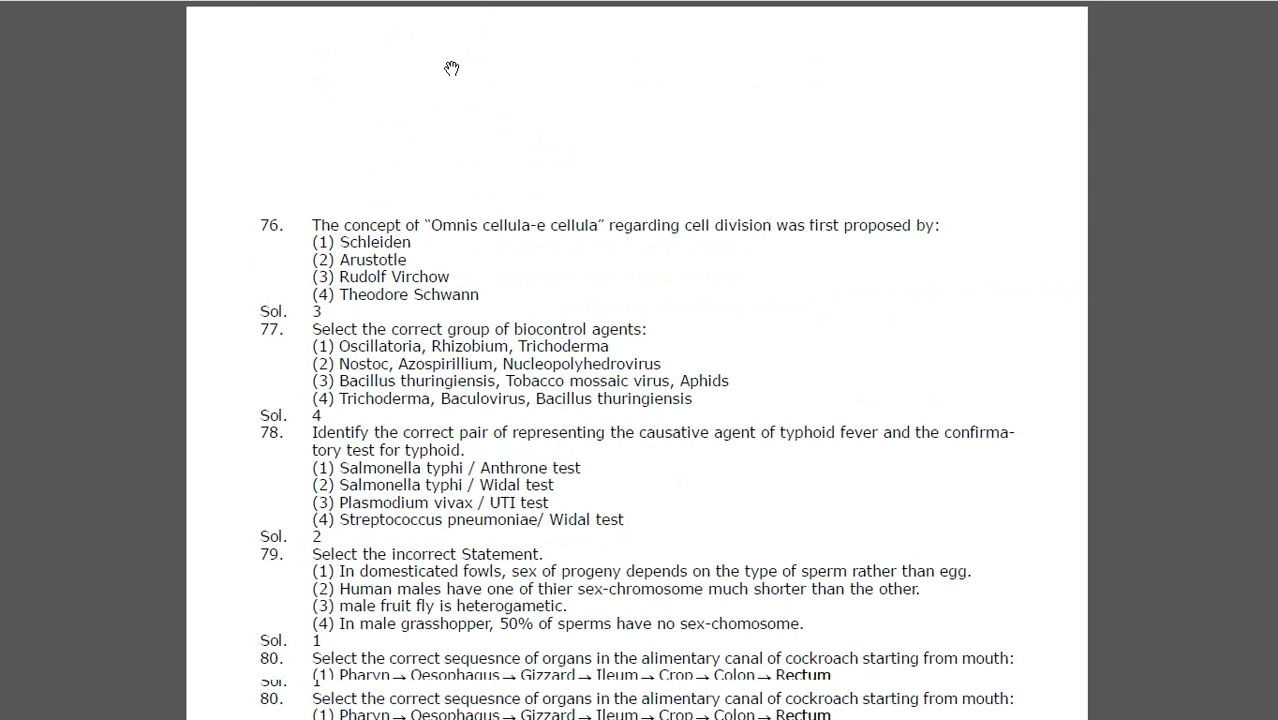 76. The concept of “Omnis cellula-e cellula” regarding cell division was first proposed by:
(1) Schleiden
(2) Arustotle
(3) Rudolf Virchow
(4) Theodore Schwann
Sol. 3
77. Select the correct group of biocontrol agents:
(1) Oscillatoria, Rhizobium, Trichoderma
(2) Nostoc, Azospirillium, Nucleopolyhedrovirus
(3) Bacillus thuringiensis, Tobacco mossaic virus, Aphids
(4) Trichoderma, Baculovirus, Bacillus thuringiensis
Sol. 4
78. Identify the correct pair of representing the causative agent of typhoid fever and the confirma-
tory test for typhoid.
(1) Salmonella typhi / Anthrone test
(2) Salmonella typhi / Widal test
(3) Plasmodium vivax / UTI test
(4) Streptococcus pneumoniae/ Widal test
Sol. 2
79. Select the incorrect Statement.
(1) In domesticated fowls, sex of progeny depends on the type of sperm rather than egg.
(2) Human males have one of thier sex-chromosome much shorter than the other.
(3) male fruit fly is heterogametic.
(4) In male grasshopper, 50% of sperms have no sex-chomosome.
Sol. 1
80. Select the correct sequesnce of organs in the alimentary canal of cockroach starting from mouth:
(1) Pharyn→Oesophagus→Gizzard→Ileum→Crop→Colon→Rectum
Sol. 1
80. Select the correct sequesnce of organs in the alimentary canal of cockroach starting from mouth:
(1) Pharyn→Oesophagus→Gizzard→Ileum→Crop→Colon→Rectum